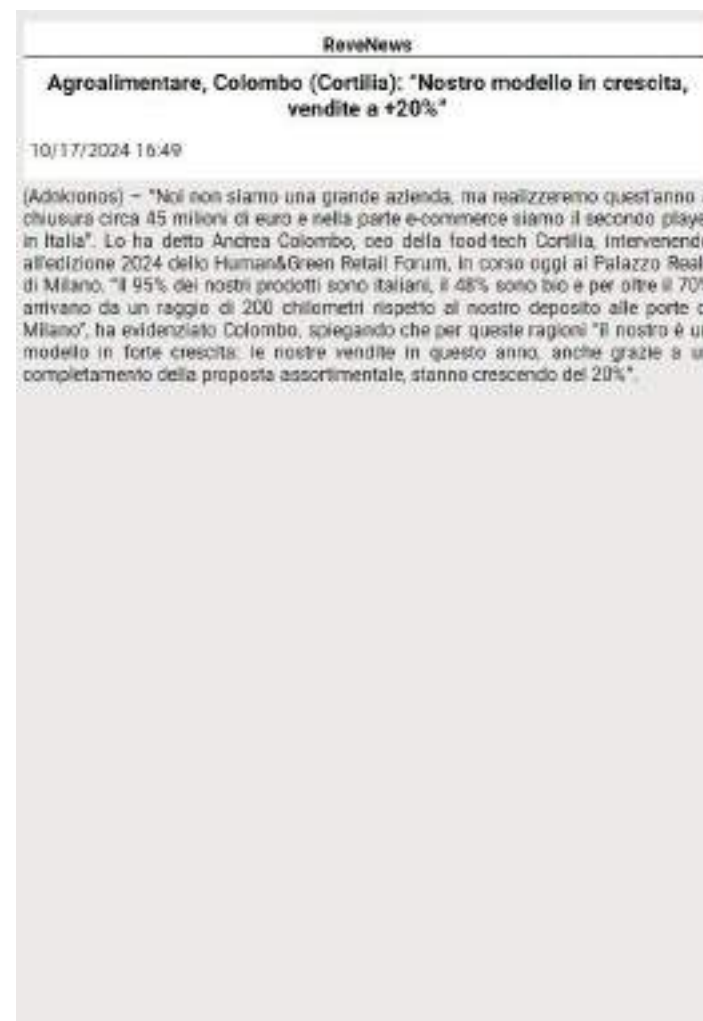 ReveNews
Agroalimentare, Colombo (Cortilia): "Nostro modello in crescita,
vendite a +20%"
10/17/2024 16:49
(Adnkronos) – "Noi non siamo una grande azienda, ma realizzeremo quest'anno a
chiusura circa 45 milioni di euro e nella parte e-commerce siamo il secondo playe
in Italia". Lo ha detto Andrea Colombo, ceo della food-tech Cortilia, intervenend
all'edizione 2024 dello Human&Green Retail Forum, in corso oggi al Palazzo Real
di Milano. "Il 95% dei nostri prodotti sono italiani, il 48% sono bio e per oltre il 70%
arrivano da un raggio di 200 chilometri rispetto al nostro deposito alle porte d
Milano", ha evidenziato Colombo, spiegando che per queste ragioni "il nostro è un
modello in forte crescita: le nostre vendite in questo anno, anche grazie a un
completamento della proposta assortimentale, stanno crescendo del 20%".